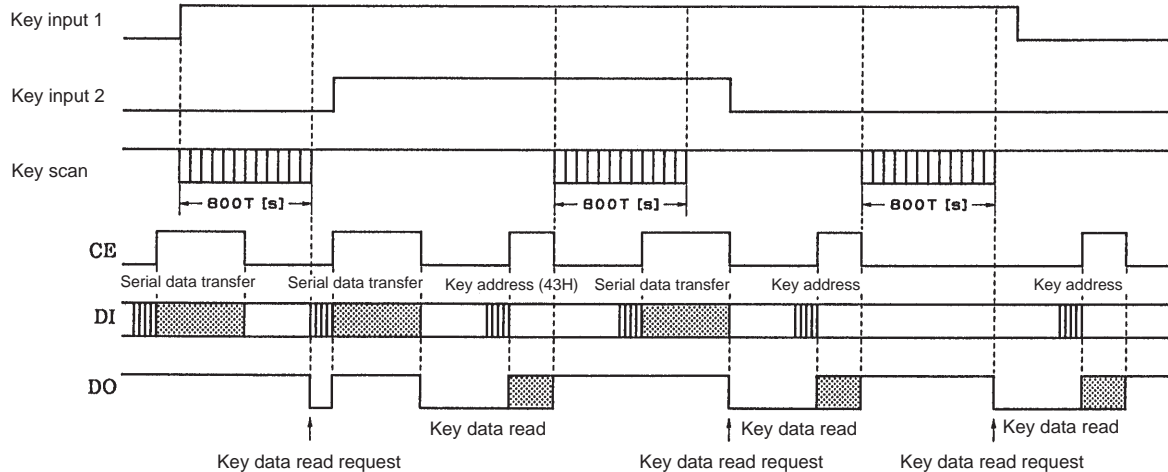 Key input 1
Key input 2
Key scan
800T [s] 800T [s] 800T [s]
CE
Serial data transfer Serial data transfer Key address (43H) Serial data transfer Key address Key address
DI
DO
Key data read Key data read Key data read
Key data read request Key data read request Key data read request